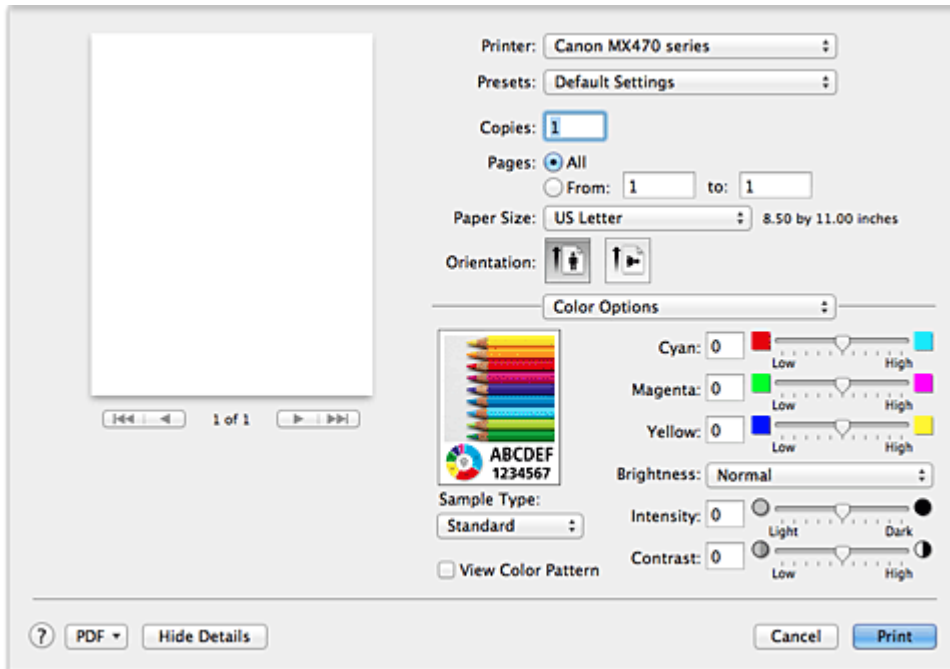 Printer: Canon MX470 series
Presets: Default Settings
Copies: 1
Pages: All
From: 1 to: 1
Paper Size: US Letter 8.50 by 11.00 inches
Orientation:
Color Options
Cyan: 0
Low High
Magenta: 0
Low High
Yellow: 0
Low High
ABCDEF
1234567
Brightness: Normal
Sample Type:
Standard
Intensity: 0
Light Dark
View Color Pattern
Contrast: 0
Low High
1 of 1
? PDF Hide Details Cancel Print